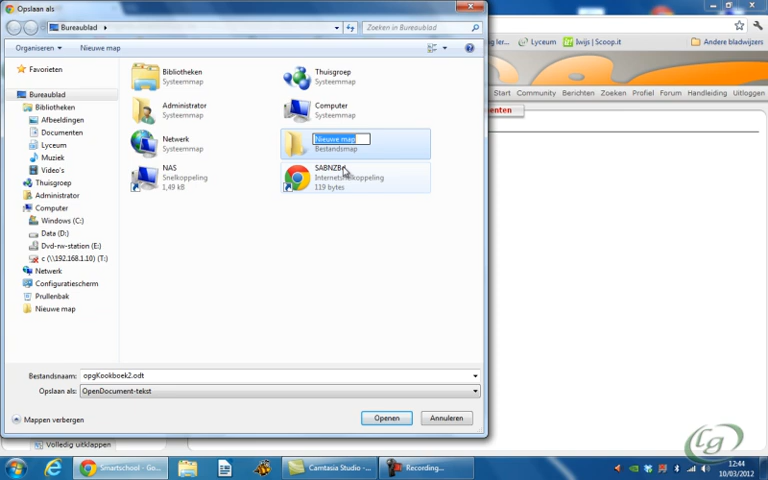 Opslaan als
Bureaublad
Zoeken in Bureaublad
Organiseren
Nieuwe map
Favorieten
Bureaublad
Bibliotheken
Afbeeldingen
Documenten
Lyceum
Muziek
Video's
Thuisgroep
Administrator
Computer
Windows (C:)
Data (D:)
Dvd-rw-station (E:)
c (\\192.168.1.10) (T:)
Netwerk
Configuratiescherm
Prullenbak
Nieuwe map
Bibliotheken
Systeemmap
Thuisgroep
Systeemmap
Administrator
Systeemmap
Computer
Systeemmap
Netwerk
Systeemmap
Nieuwe map
Bestandsmap
NAS
Snelkoppeling
1,49 kB
SABNZBd
Internetsnelkoppeling
119 bytes
Bestandsnaam: opgKookboek2.odt
Opslaan als: OpenDocument-tekst
Mappen verbergen
Openen
Annuleren
Lyceum
Iwijs | Scoop.it
Andere bladwijzers
Start Community Berichten Zoeken Profiel Forum Handleiding Uitloggen
Volledig uitklappen
lg
Smartschool - Go...
Camtasia Studio - ...
Recording...
12:44
10/03/2012